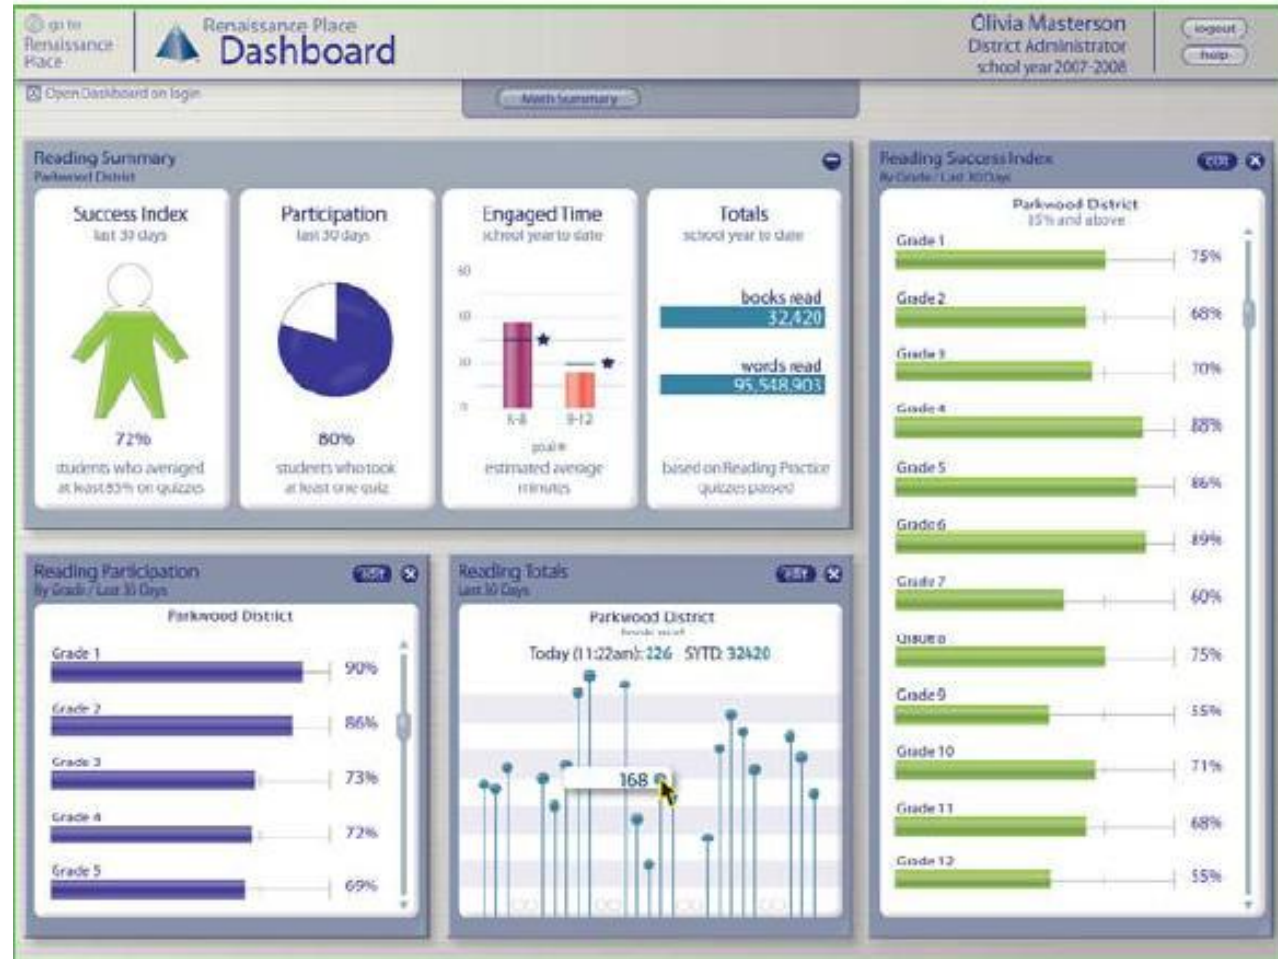 go to
Renaissance
Place
Renaissance Place
Dashboard
Olivia Masterson
District Administrator
school year 2007-2008
logout
help
Open Dashboard on login
Math Summary
Reading Summary
Parkwood District
Success Index
last 30 days
72%
students who averaged
at least 85% on quizzes
Participation
last 30 days
80%
students who took
at least one quiz
Engaged Time
school year to date
60
30
0
9-12
goal
estimated average
minutes
Totals
school year to date
books read
32,420
words read
95,548,903
based on Reading Practice
quizzes passed
Reading Success Index
By Grade / Last 30 Days
EDIT
Parkwood District
85% and above
Grade 1
75%
Grade 2
68%
Grade 3
70%
Grade 4
88%
Grade 5
86%
Grade 6
89%
Grade 7
60%
Grade 8
75%
Grade 9
55%
Grade 10
71%
Grade 11
68%
Grade 12
55%
Reading Participation
By Grade / Last 30 Days
EDIT
Parkwood District
Grade 1
90%
Grade 2
86%
Grade 3
73%
Grade 4
72%
Grade 5
69%
Reading Totals
Last 30 Days
EDIT
Parkwood District
books read
Today (11:22am): 226 SYTD: 32420
168